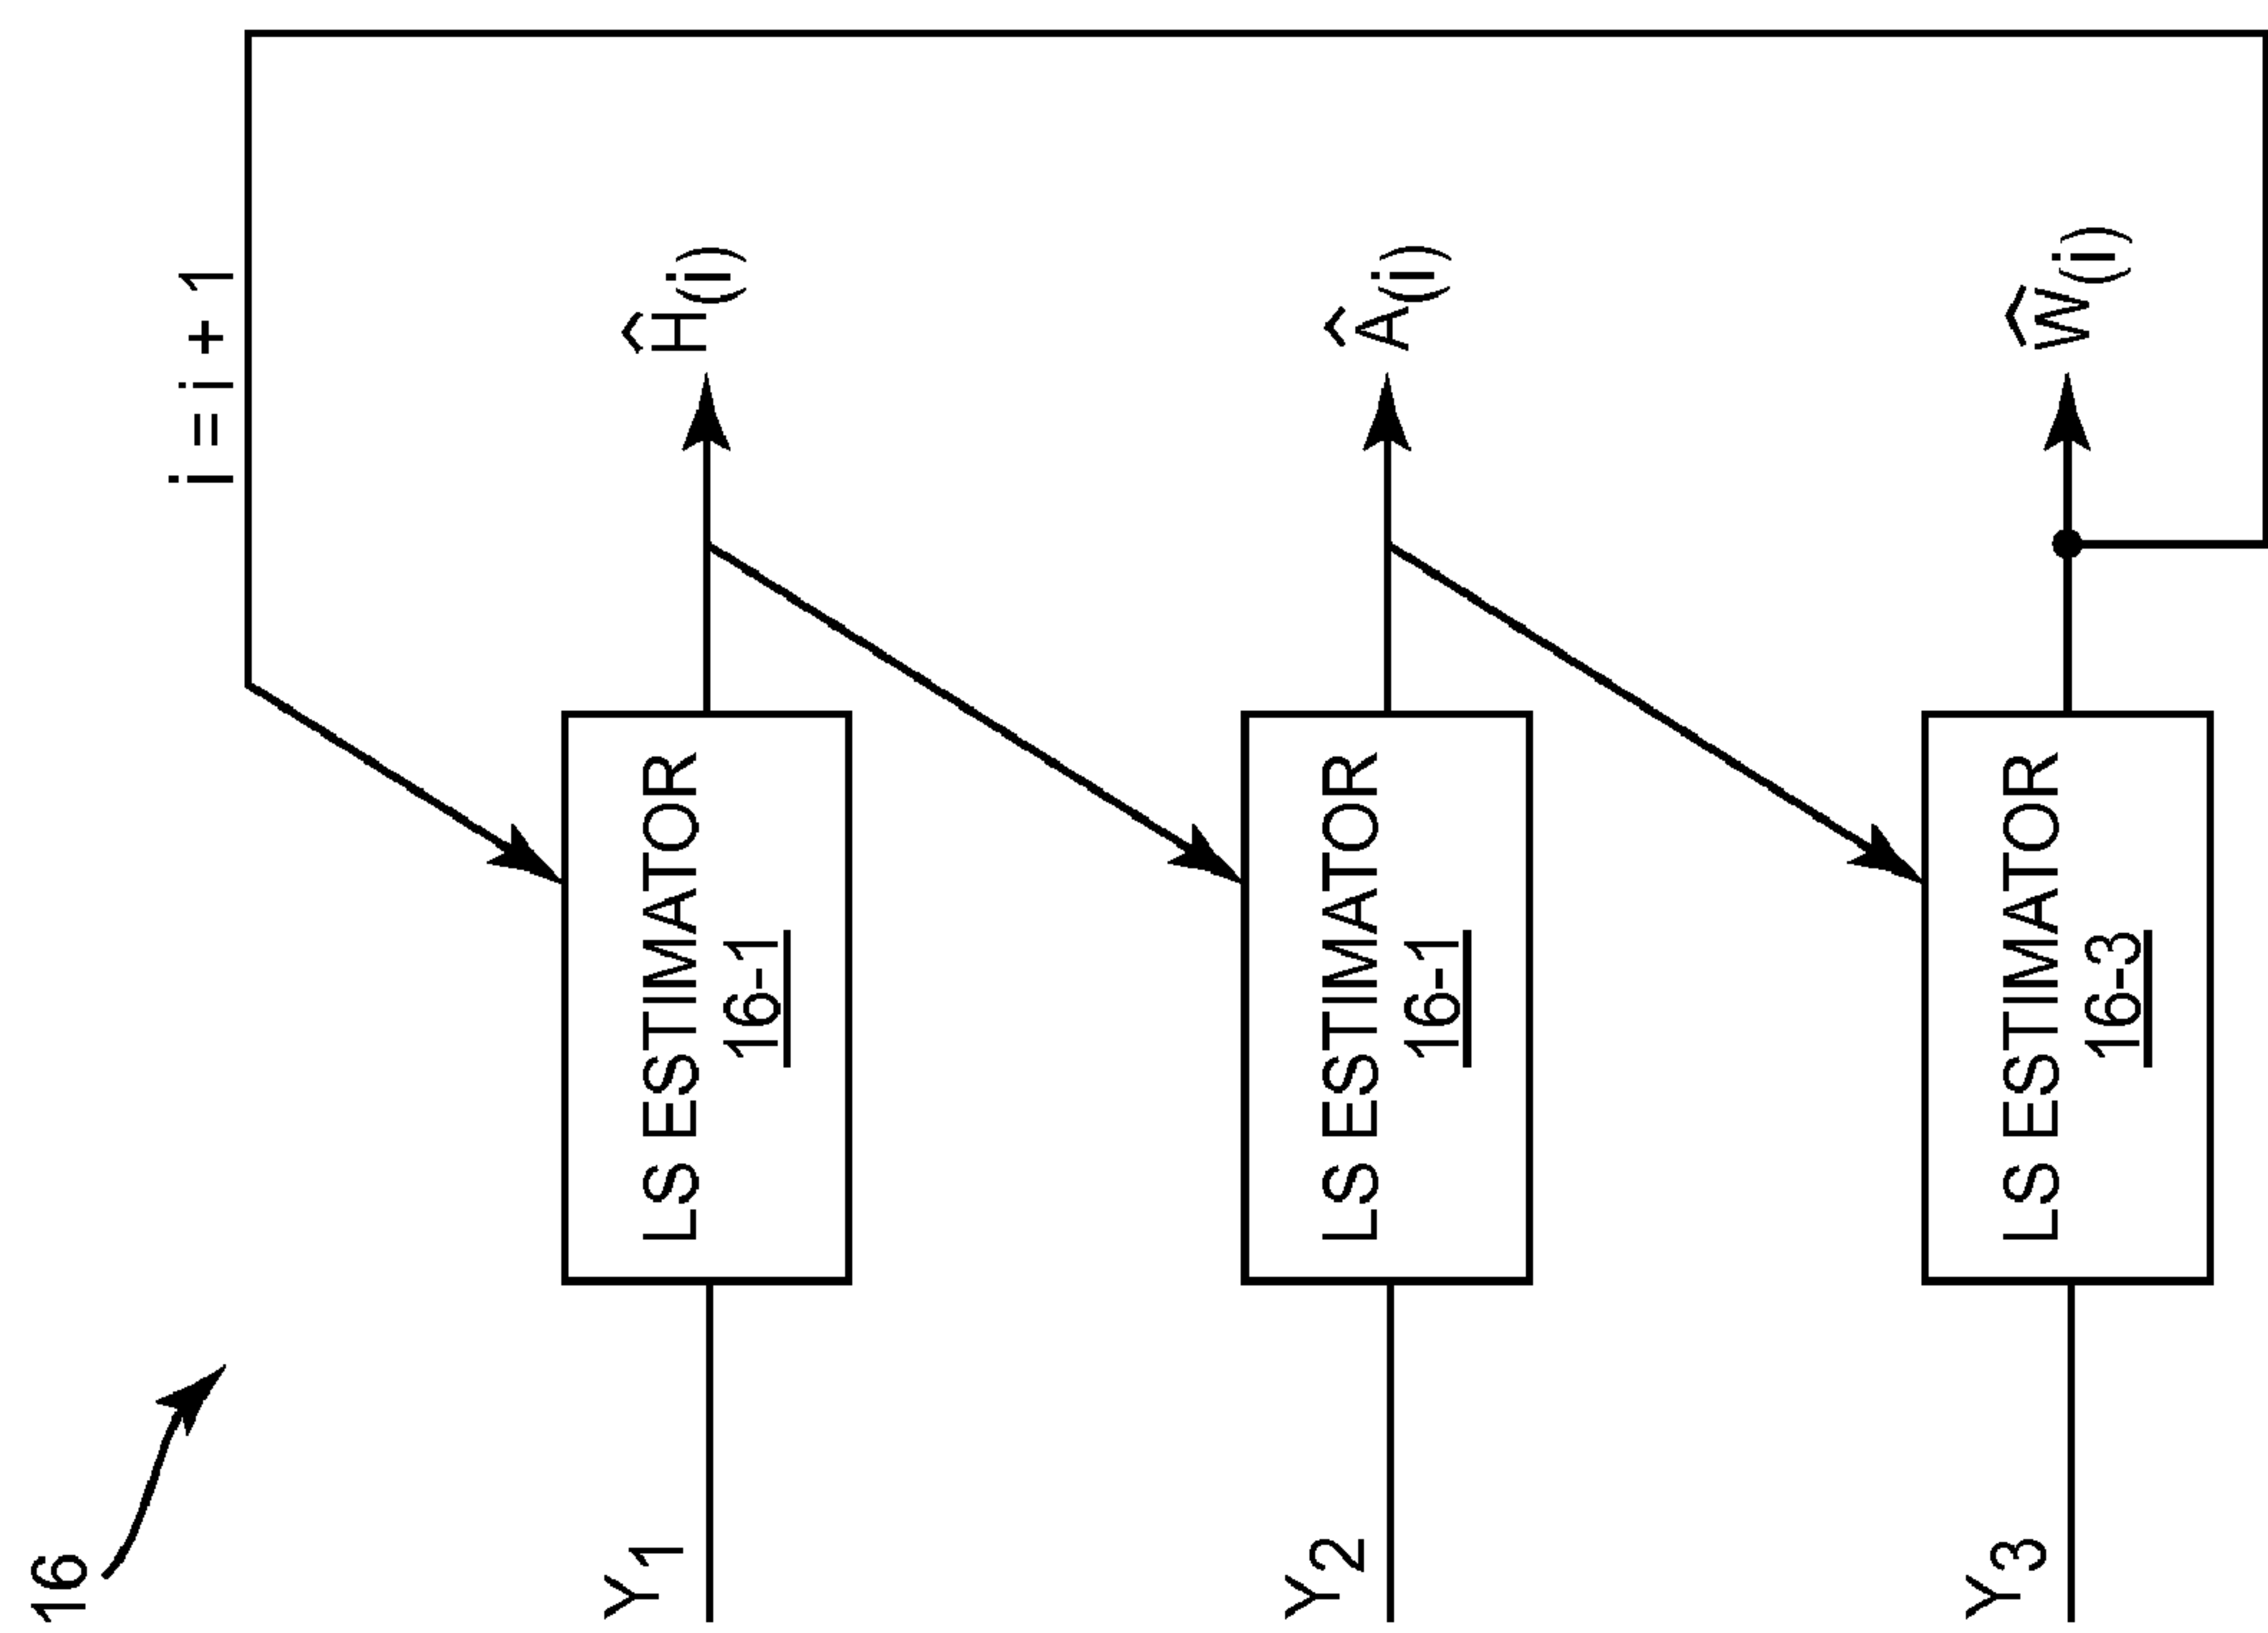 16
i = i + 1
Y1
LS ESTIMATOR
16-1
Ĥ(i)
Y2
LS ESTIMATOR
16-1
Â(i)
Y3
LS ESTIMATOR
16-3
Ŵ(i)